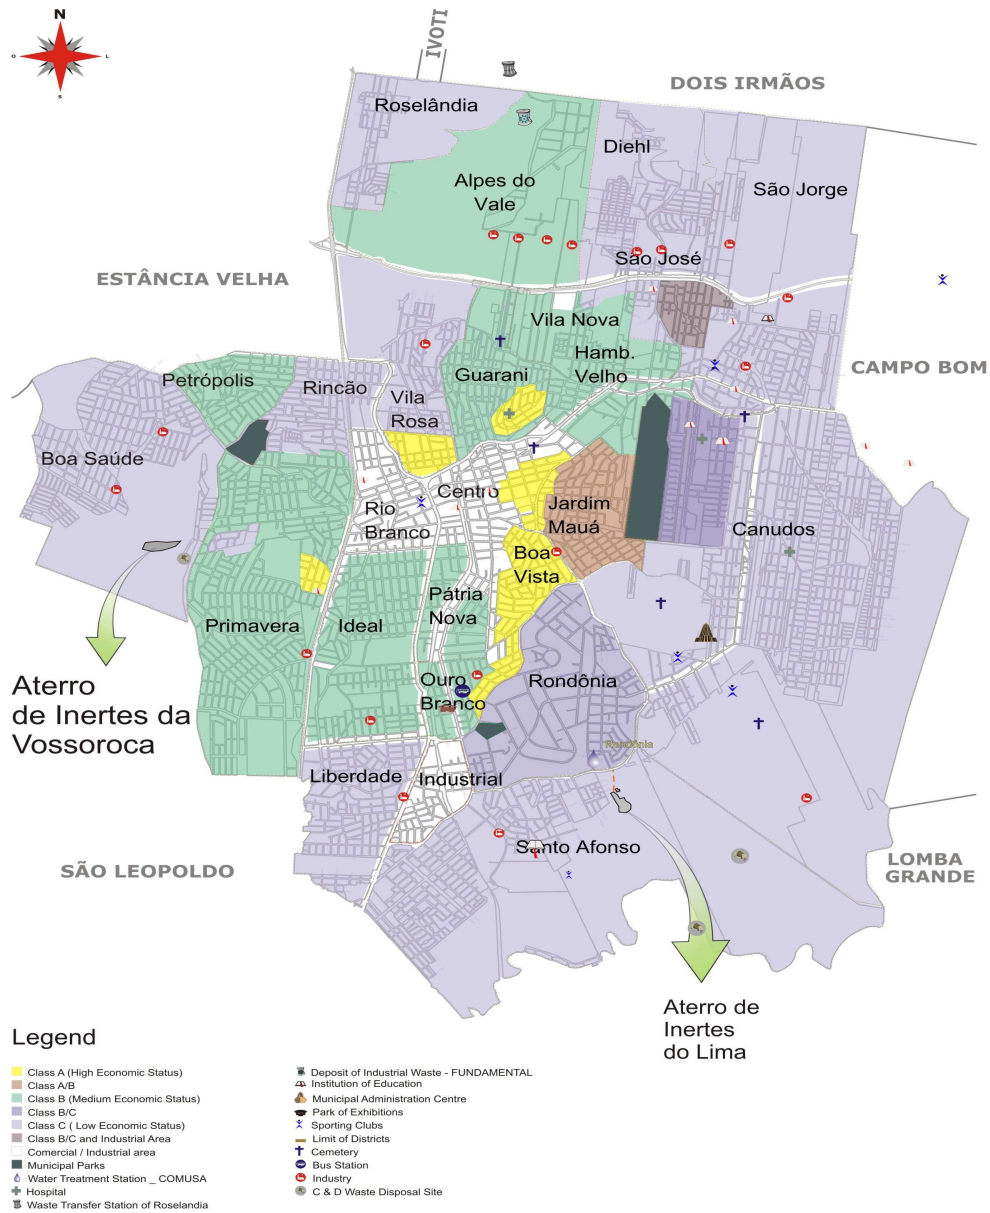 N
O
L
S
IVOTI
DOIS IRMÃOS
Roselândia
Diehl
Alpes do
Vale
São Jorge
São José
ESTÂNCIA VELHA
Vila Nova
Hamb.
Velho
Guarani
CAMPO BOM
Petrópolis
Rincão
Vila
Rosa
Boa Saúde
Centro
Rio
Branco
Jardim
Mauá
Canudos
Boa
Vista
Pátria
Nova
Primavera
Ideal
Ouro
Branco
Rondônia
Rondônia
Aterro
de Inertes da
Vossoroca
Liberdade
Industrial
Santo Afonso
SÃO LEOPOLDO
LOMBA
GRANDE
Aterro de
Inertes
do Lima
Legend
Class A (High Economic Status)
Class A/B
Class B (Medium Economic Status)
Class B/C
Class C ( Low Economic Status)
Class B/C and Industrial Area
Comercial / Industrial area
Municipal Parks
Water Treatment Station _ COMUSA
Hospital
Waste Transfer Station of Roselandia
Deposit of Industrial Waste - FUNDAMENTAL
Institution of Education
Municipal Administration Centre
Park of Exhibitions
Sporting Clubs
Limit of Districts
Cemetery
Bus Station
Industry
C & D Waste Disposal Site